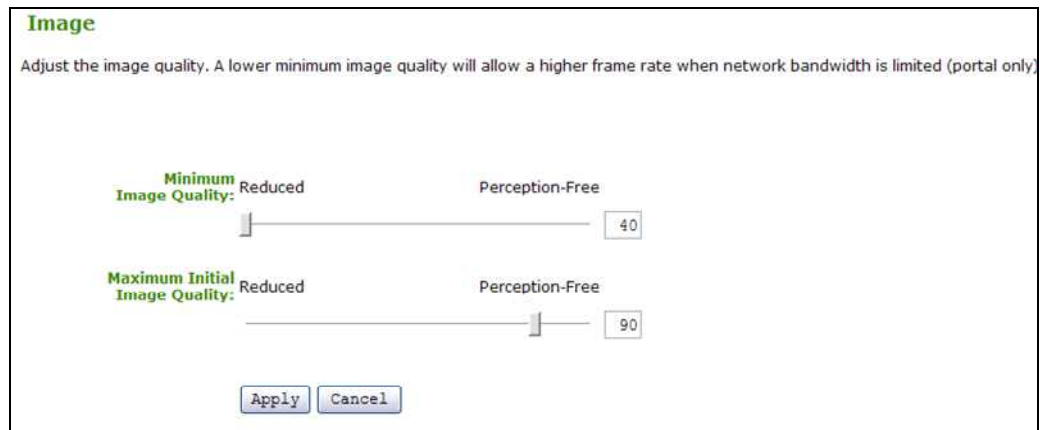 Image
Adjust the image quality. A lower minimum image quality will allow a higher frame rate when network bandwidth is limited (portal only)
Minimum
Image Quality:
Reduced Perception-Free
40
Maximum Initial
Image Quality:
Reduced Perception-Free
90
Apply Cancel